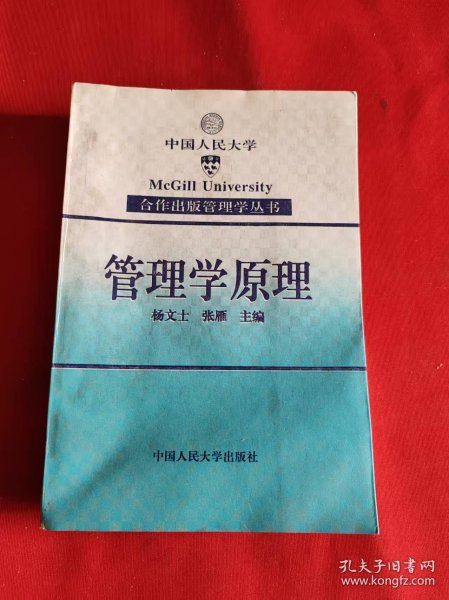 中国人民大学
McGill University
合作出版管理学丛书
管理学原理
杨文士 张雁 主编
中国人民大学出版社
孔夫子旧书网
www.kongfz.com